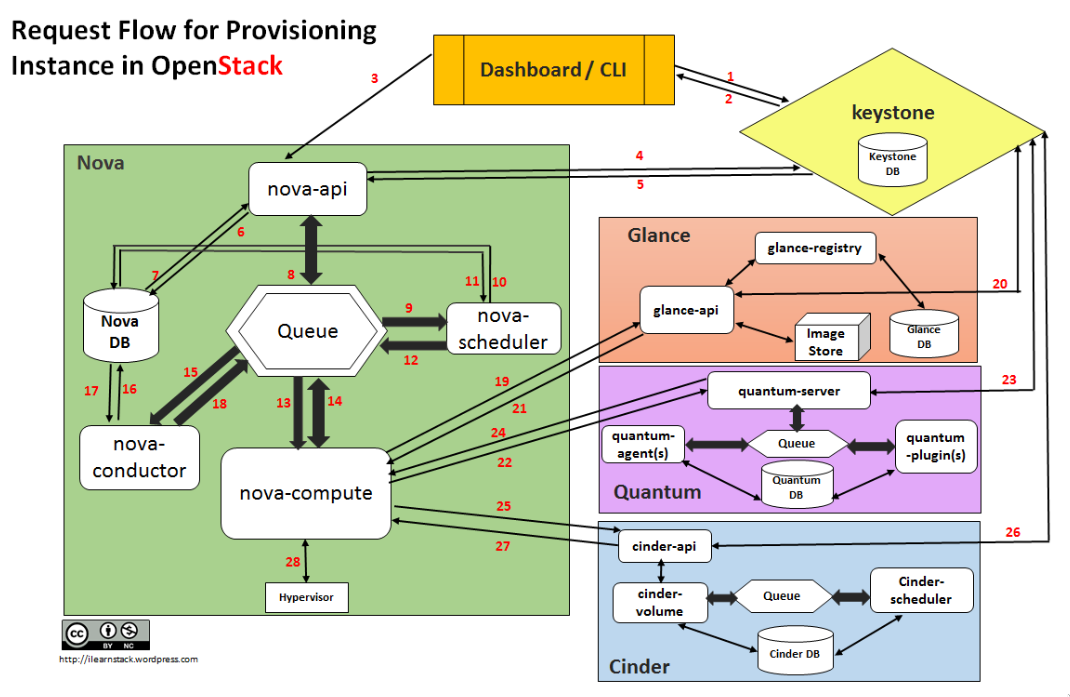 Request Flow for Provisioning
Instance in OpenStack
Dashboard / CLI
1
2
3
keystone
Keystone
DB
Nova
nova-api
4
5
6
7
8
Nova
DB
Queue
9
10
11
12
nova-
scheduler
13
14
15
16
17
18
nova-
conductor
nova-compute
19
21
24
22
25
27
28
Hypervisor
Glance
glance-registry
glance-api
Image
Store
Glance
DB
20
quantum-server
23
quantum-
agent(s)
Queue
quantum
-plugin(s)
Quantum
DB
Quantum
cinder-api
26
cinder-
volume
Queue
Cinder-
scheduler
Cinder DB
Cinder
cc
BY NC
http://ilearnstack.wordpress.com